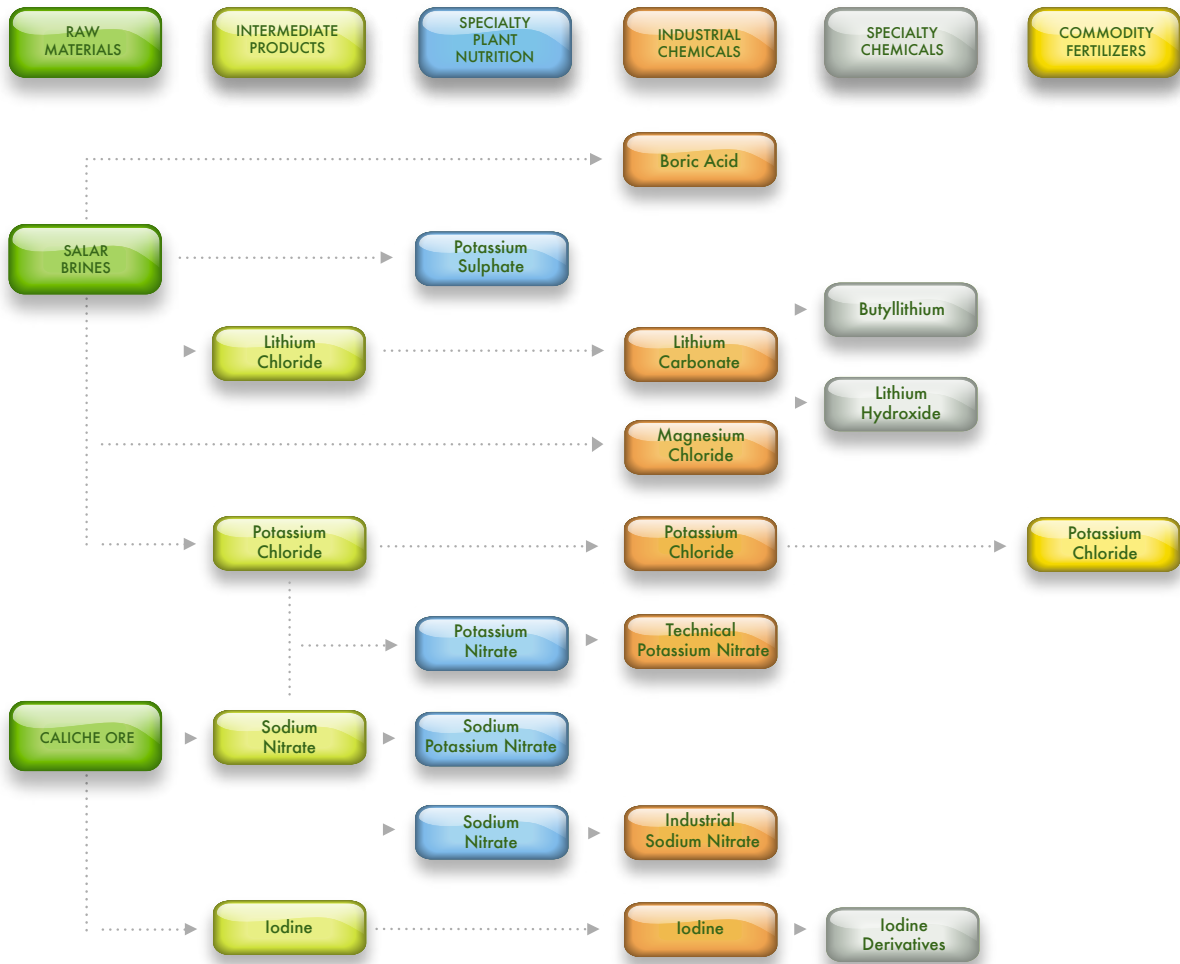 RAW
MATERIALS
INTERMEDIATE
PRODUCTS
SPECIALTY
PLANT
NUTRITION
INDUSTRIAL
CHEMICALS
SPECIALTY
CHEMICALS
COMMODITY
FERTILIZERS
Boric Acid
SALAR
BRINES
Potassium
Sulphate
Butyllithium
Lithium
Chloride
Lithium
Carbonate
Lithium
Hydroxide
Magnesium
Chloride
Potassium
Chloride
Potassium
Chloride
Potassium
Chloride
Potassium
Nitrate
Technical
Potassium Nitrate
CALICHE ORE
Sodium
Nitrate
Sodium
Potassium Nitrate
Sodium
Nitrate
Industrial
Sodium Nitrate
Iodine
Iodine
Iodine
Derivatives